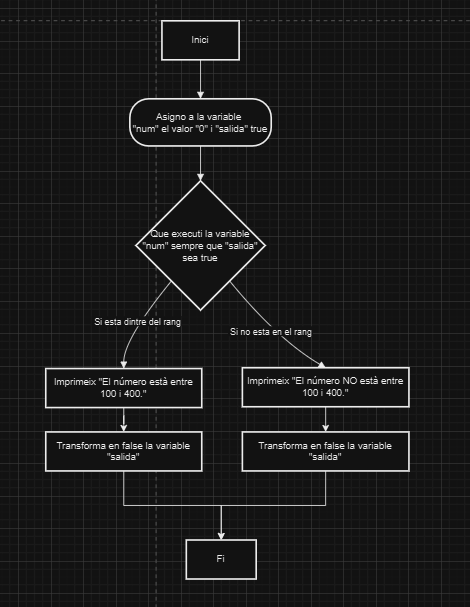 Inici
Asigno a la variable
"num" el valor "0" i "salida" true
Que executi la variable
"num" sempre que "salida"
sea true
Si esta dintre del rang
Si no esta en el rang
Imprimeix "El número està entre
100 i 400."
Imprimeix "El número NO està entre
100 i 400."
Transforma en false la variable
"salida"
Transforma en false la variable
"salida"
Fi